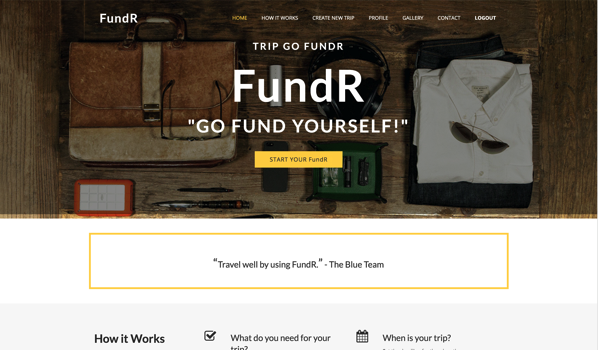 FundR
HOME HOW IT WORKS CREATE NEW TRIP PROFILE GALLERY CONTACT LOGOUT
TRIP GO FUNDR
FundR
"GO FUND YOURSELF!"
START YOUR FundR
“Travel well by using FundR.” - The Blue Team
How it Works
What do you need for your
trip?
When is your trip?